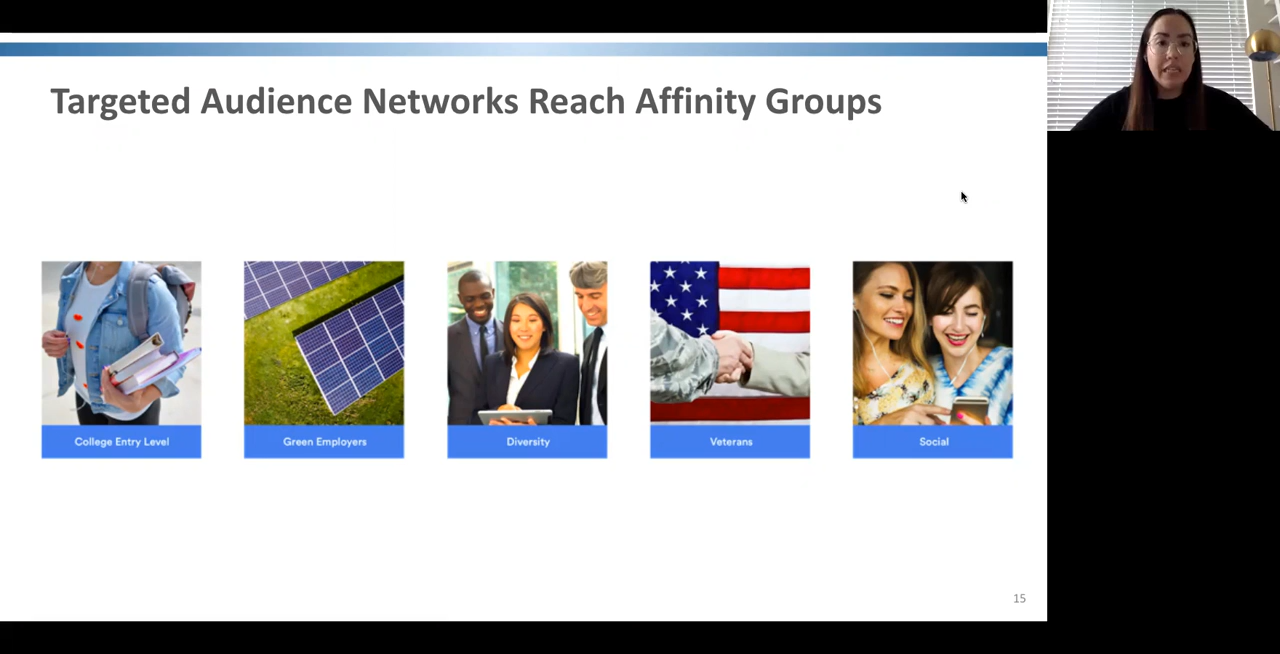 Targeted Audience Networks Reach Affinity Groups
College Entry Level
Green Employers
Diversity
Veterans
Social
15